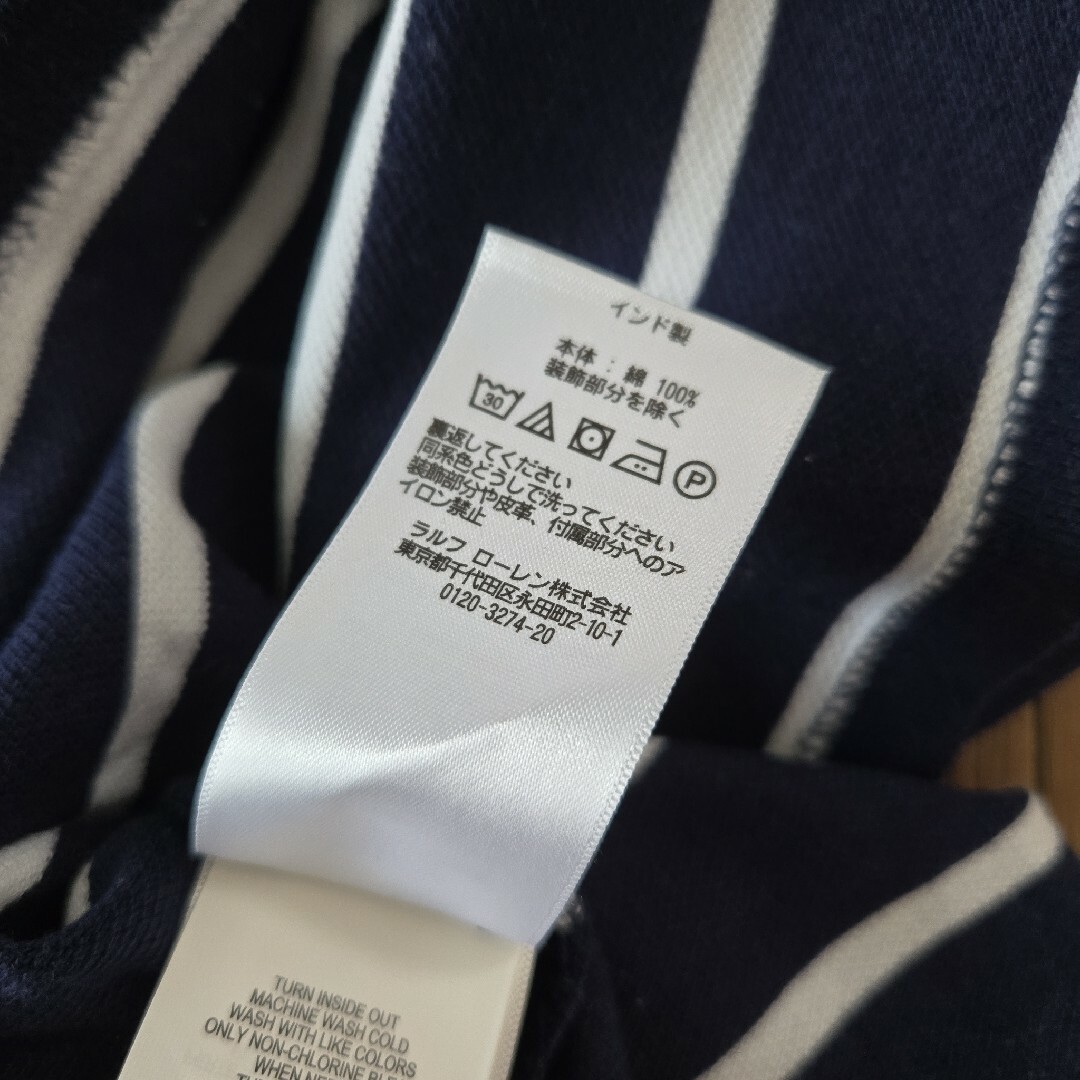 インド製
本体 : 綿 100%
装飾部分を除く
30
P
裏返してください
同系色どうしで洗ってください
装飾部分や皮革、付属部分へのア
イロン禁止
ラルフ ローレン株式会社
東京都千代田区永田町2-10-1
0120-3274-20
TURN INSIDE OUT
MACHINE WASH COLD
WASH WITH LIKE COLORS
ONLY NON-CHLORINE
WHEN